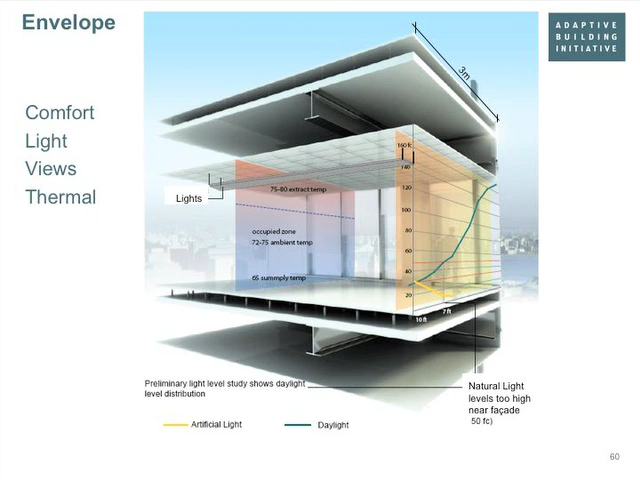 Envelope
ADAPTIVE
BUILDING
INITIATIVE
Comfort
Light
Views
Thermal
3m
160 fc
140
120
100
80
60
40
20
Lights
75-80 extract temp
occupied zone
72-75 ambient temp
65 summply temp
10 ft
7 ft
Preliminary light level study shows daylight
level distribution
Natural Light
levels too high
near façade
50 fc)
Artificial Light
Daylight
60